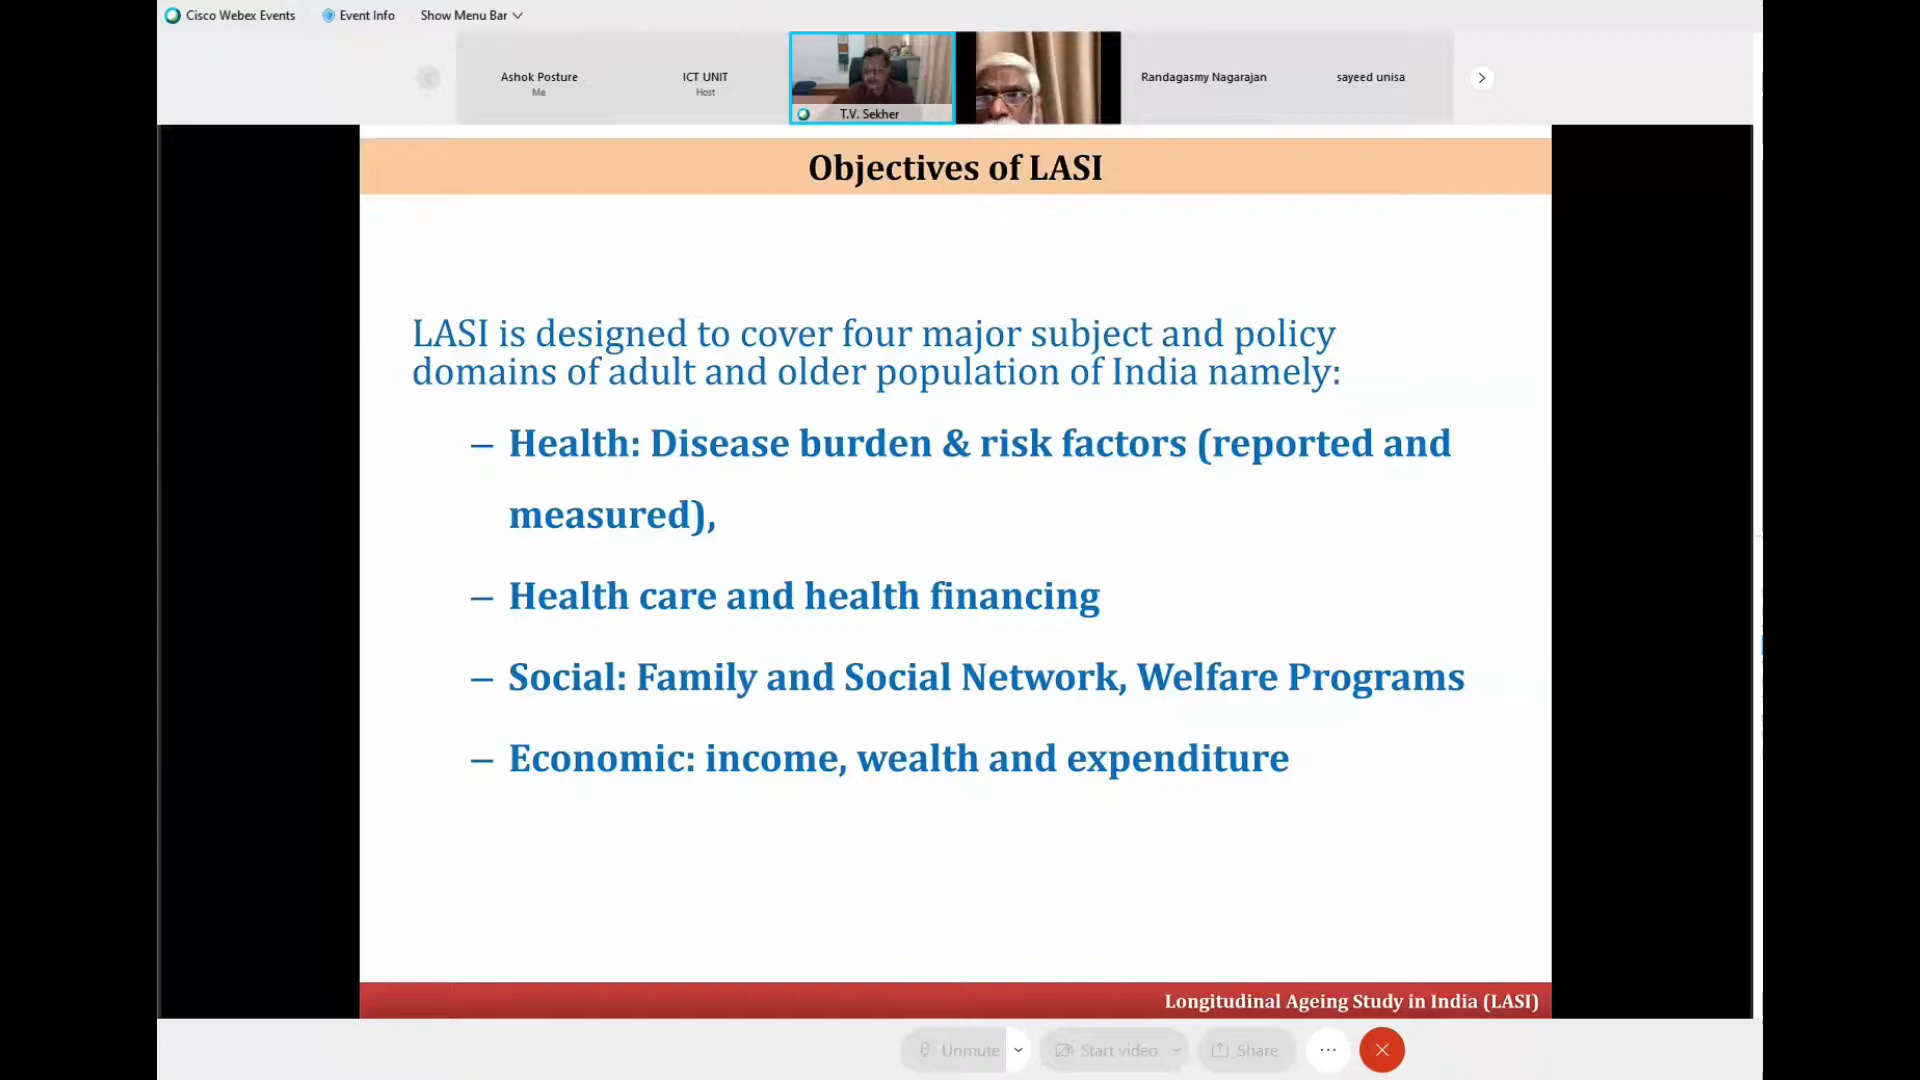 Cisco Webex Events Event Info Show Menu Bar
Ashok Posture
Me
ICT UNIT
Host
T.V. Sekher
Randagasmy Nagarajan
sayeed unisa
Objectives of LASI
LASI is designed to cover four major subject and policy
domains of adult and older population of India namely:
– Health: Disease burden & risk factors (reported and
measured),
– Health care and health financing
– Social: Family and Social Network, Welfare Programs
– Economic: income, wealth and expenditure
Longitudinal Ageing Study in India (LASI)
Unmute Start video Share